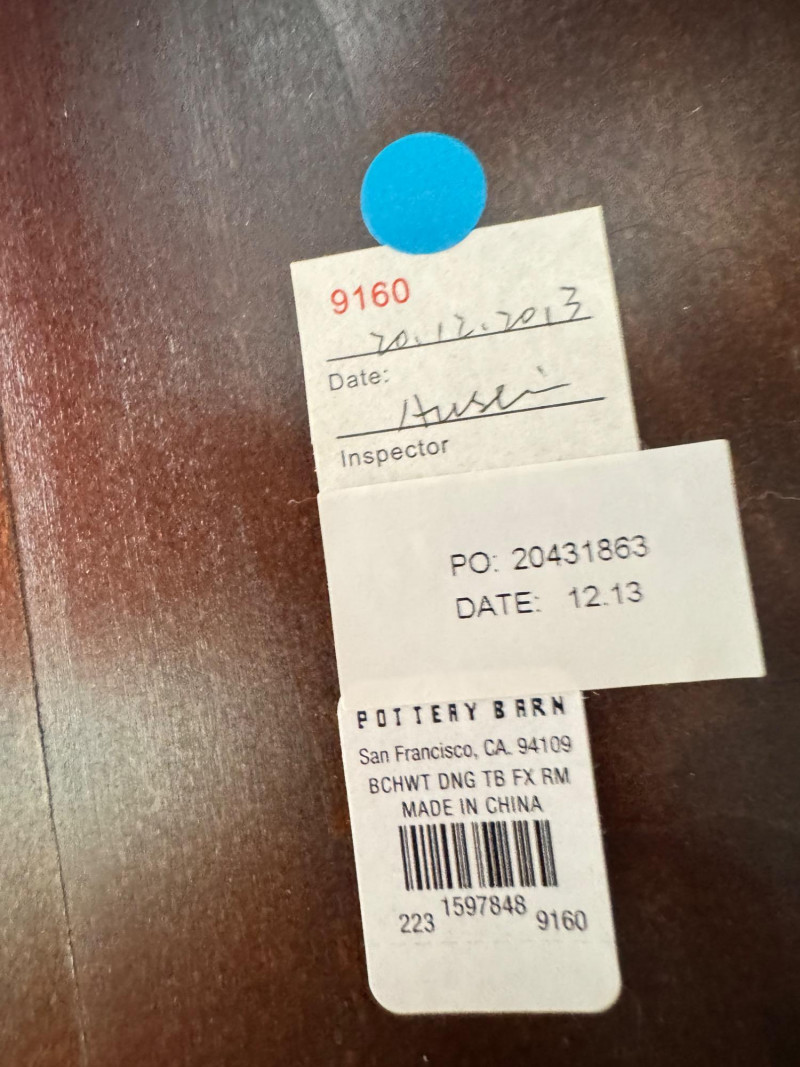 9160
20.12.2013
Date:
Inspector
PO: 20431863
DATE: 12.13
POTTERY BARN
San Francisco, CA. 94109
BCHWT DNG TB FX RM
MADE IN CHINA
223 1597848 9160